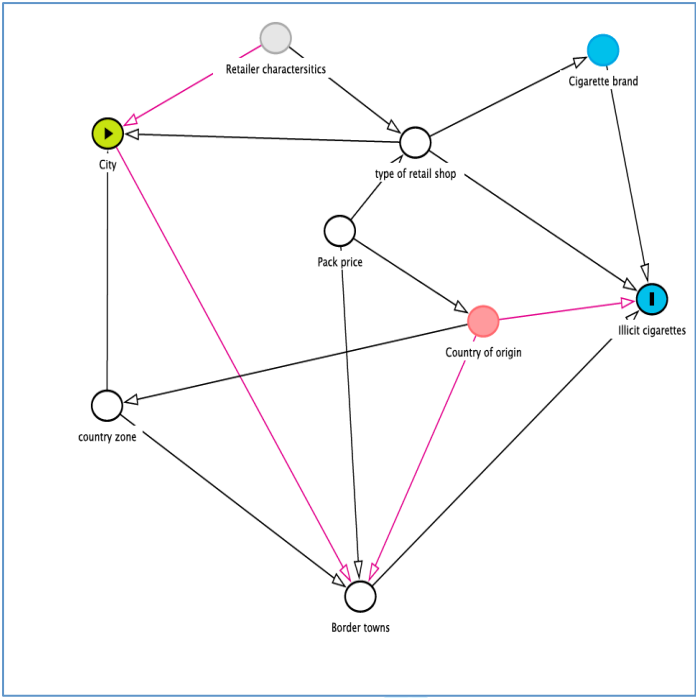 Retailer charactersitics
Cigarette brand
City
type of retail shop
Pack price
Illicit cigarettes
Country of origin
country zone
Border towns